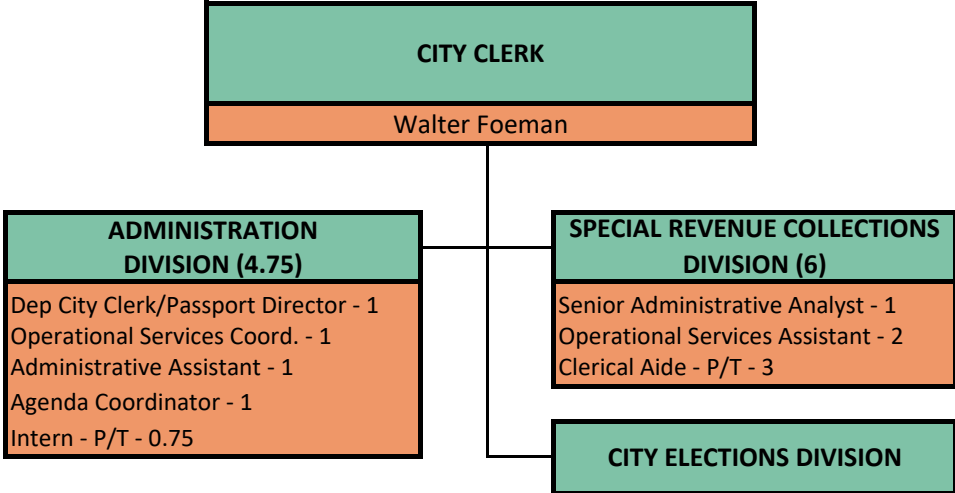 CITY CLERK
Walter Foeman
ADMINISTRATION
DIVISION (4.75)
Dep City Clerk/Passport Director - 1
Operational Services Coord. - 1
Administrative Assistant - 1
Agenda Coordinator - 1
Intern - P/T - 0.75
SPECIAL REVENUE COLLECTIONS
DIVISION (6)
Senior Administrative Analyst - 1
Operational Services Assistant - 2
Clerical Aide - P/T - 3
CITY ELECTIONS DIVISION